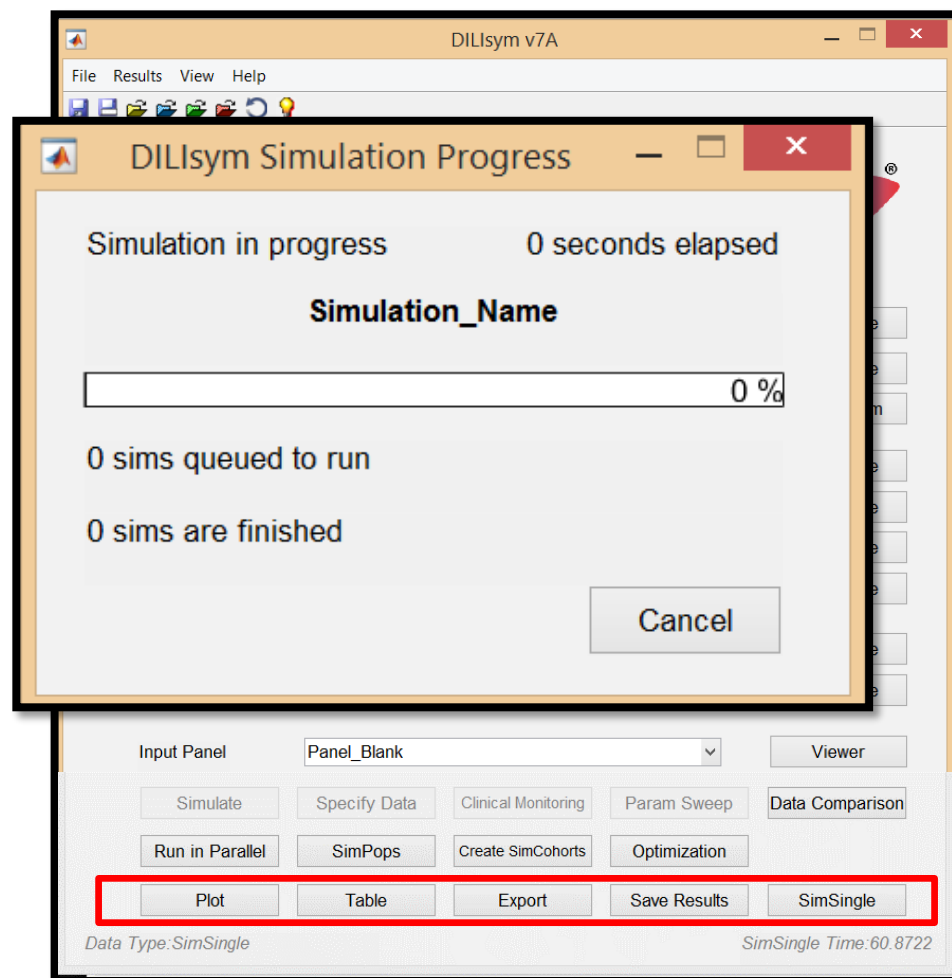 DILIsym v7A
File Results View Help
DILIsym Simulation Progress
®
Simulation in progress 0 seconds elapsed
Simulation_Name
0 %
0 sims queued to run
0 sims are finished
Cancel
Input Panel Panel_Blank Viewer
Simulate Specify Data Clinical Monitoring Param Sweep Data Comparison
Run in Parallel SimPops Create SimCohorts Optimization
Plot Table Export Save Results SimSingle
Data Type:SimSingle SimSingle Time:60.8722